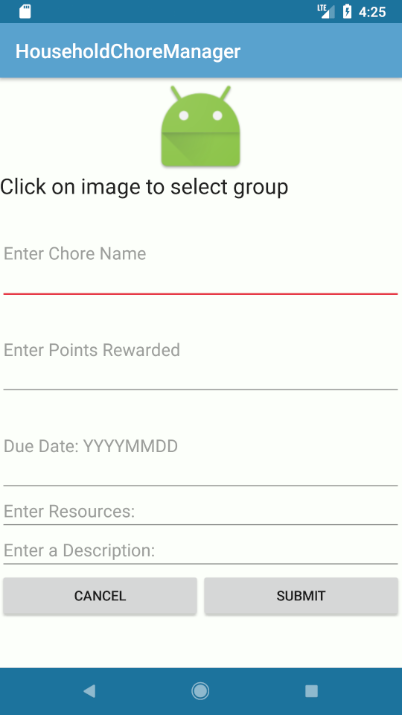 LTE 4:25
HouseholdChoreManager
Click on image to select group
Enter Chore Name
Enter Points Rewarded
Due Date: YYYYMMDD
Enter Resources:
Enter a Description:
CANCEL SUBMIT